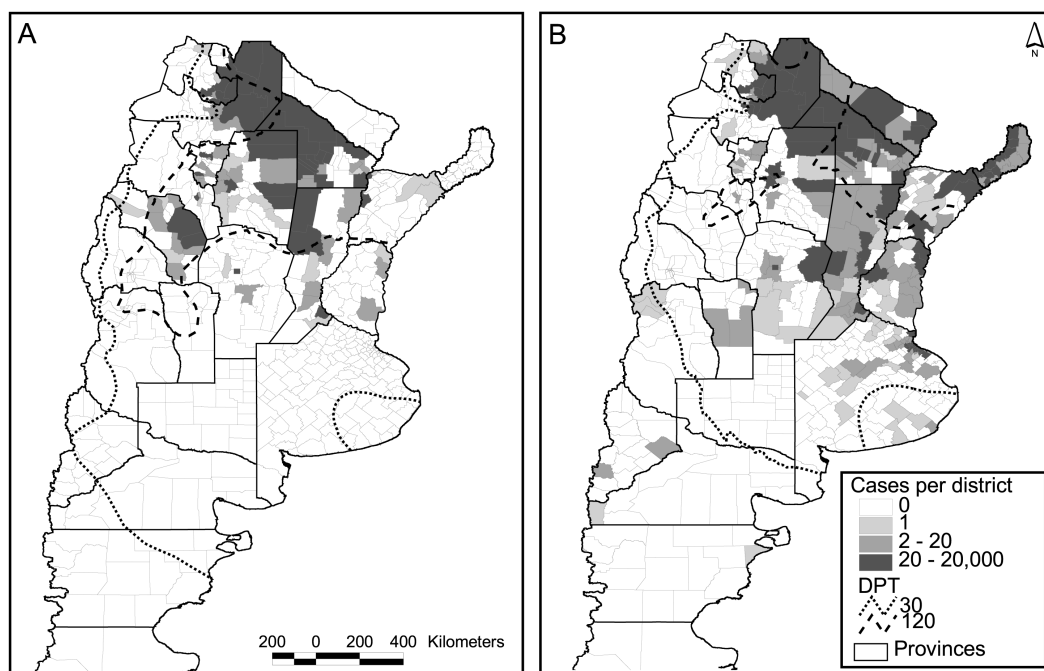 A
B
N
Cases per district
0
1
2 - 20
20 - 20,000
DPT
30
120
Provinces
200 0 200 400 Kilometers